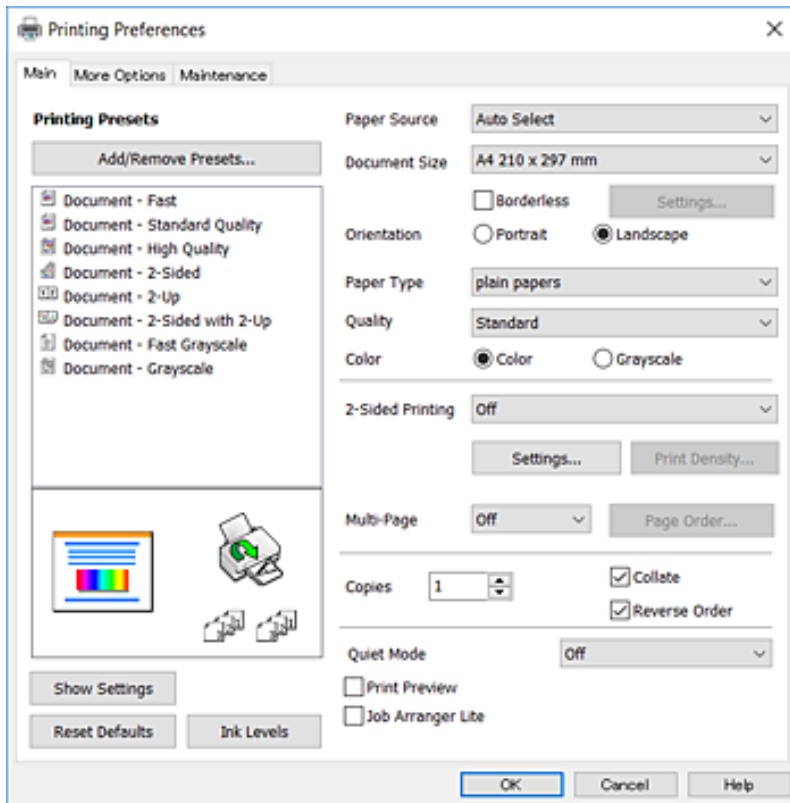 Printing Preferences
Main More Options Maintenance
Printing Presets
Add/Remove Presets...
Document - Fast
Document - Standard Quality
Document - High Quality
Document - 2-Sided
Document - 2-Up
Document - 2-Sided with 2-Up
Document - Fast Grayscale
Document - Grayscale
Show Settings
Reset Defaults Ink Levels
Paper Source Auto Select
Document Size A4 210 x 297 mm
Borderless Settings...
Orientation Portrait Landscape
Paper Type plain papers
Quality Standard
Color Color Grayscale
2-Sided Printing Off
Settings... Print Density...
Multi-Page Off Page Order...
Copies 1 Collate
Reverse Order
Quiet Mode Off
Print Preview
Job Arranger Lite
OK Cancel Help